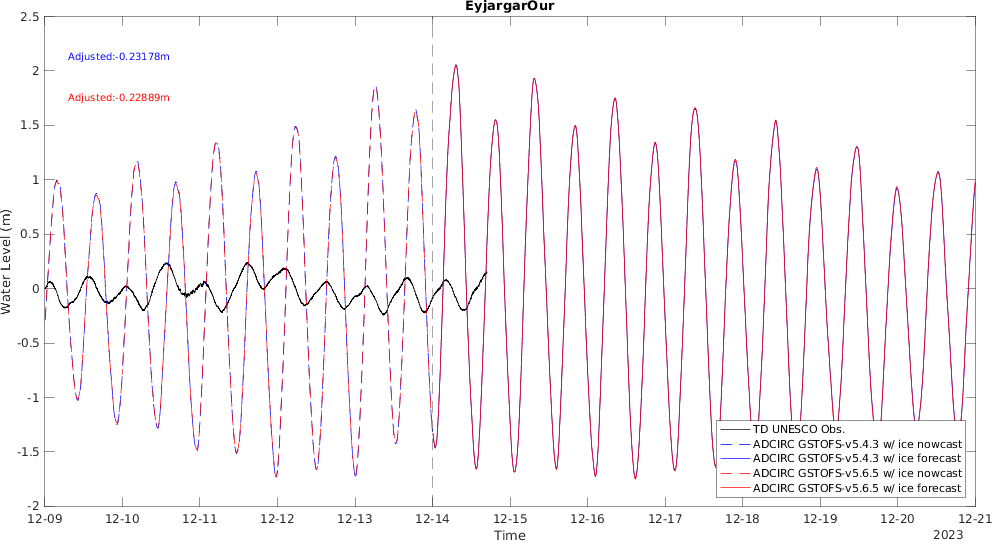 EyjargarOur
2.5
2
1.5
1
0.5
0
-0.5
-1
-1.5
-2
Water Level (m)
Adjusted:-0.23178m
Adjusted:-0.22889m
TD UNESCO Obs.
ADCIRC GSTOFS-v5.4.3 w/ ice nowcast
ADCIRC GSTOFS-v5.4.3 w/ ice forecast
ADCIRC GSTOFS-v5.6.5 w/ ice nowcast
ADCIRC GSTOFS-v5.6.5 w/ ice forecast
12-09 12-10 12-11 12-12 12-13 12-14 12-15 12-16 12-17 12-18 12-19 12-20 12-21
Time
2023